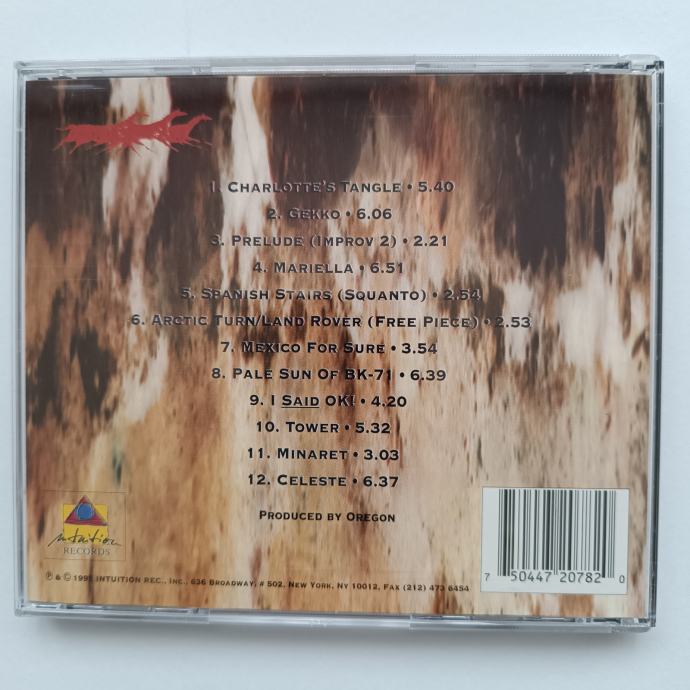 1. Charlotte's Tangle • 5.40
2. Gekko • 6.06
3. Prelude (Improv 2) • 2.21
4. Mariella • 6.51
5. Spanish Stairs (Squanto) • 2.54
6. Arctic Turn/Land Rover (Free Piece) • 2.53
7. Mexico For Sure • 3.54
8. Pale Sun Of BK-71 • 6.39
9. I Said OK! • 4.20
10. Tower • 5.32
11. Minaret • 3.03
12. Celeste • 6.37
Produced by Oregon
intuition
RECORDS
℗ & © Intuition Rec., Inc., 636 Broadway, # 502, New York, NY 10012, Fax (212) 473 6454
7 50447 20782 0